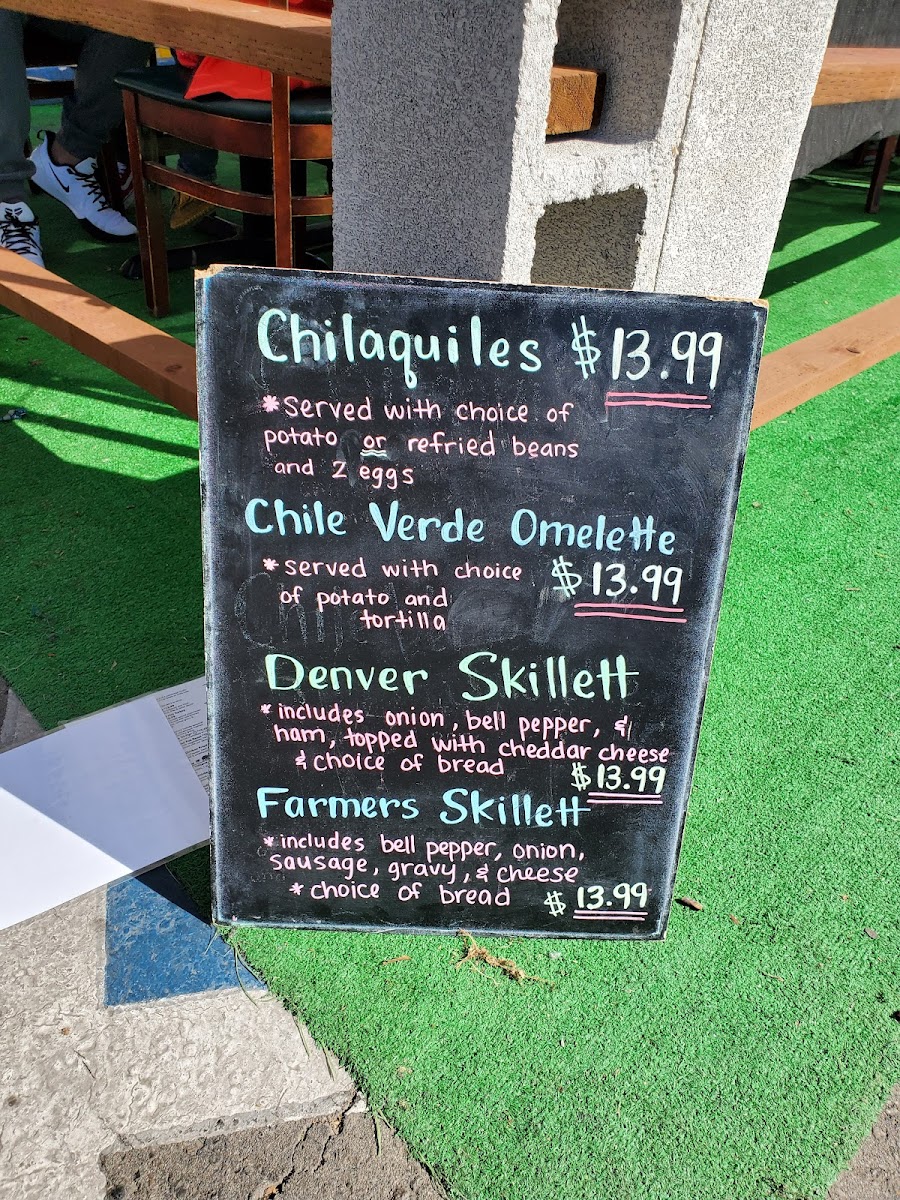 Chilaquiles $13.99
*Served with choice of
potato or refried beans
and 2 eggs
Chile Verde Omelette
*served with choice $13.99
of potato and
tortilla
Denver Skillett
*includes onion, bell pepper, &
ham, topped with cheddar cheese
& choice of bread $13.99
Farmers Skillett
*includes bell pepper, onion,
sausage, gravy, & cheese
*choice of bread $13.99